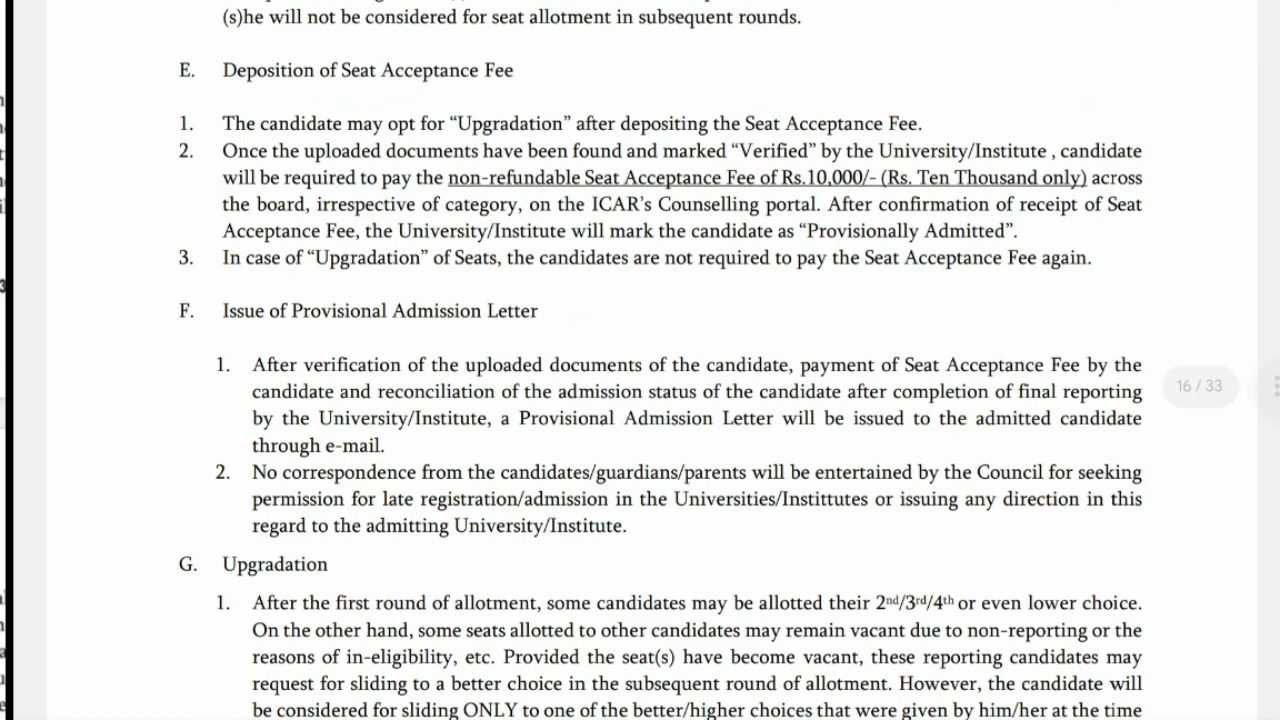 (s)he will not be considered for seat allotment in subsequent rounds.
E. Deposition of Seat Acceptance Fee
1. The candidate may opt for “Upgradation” after depositing the Seat Acceptance Fee.
2. Once the uploaded documents have been found and marked “Verified” by the University/Institute , candidate
will be required to pay the non-refundable Seat Acceptance Fee of Rs.10,000/- (Rs. Ten Thousand only) across
the board, irrespective of category, on the ICAR’s Counselling portal. After confirmation of receipt of Seat
Acceptance Fee, the University/Institute will mark the candidate as “Provisionally Admitted”.
3. In case of “Upgradation” of Seats, the candidates are not required to pay the Seat Acceptance Fee again.
F. Issue of Provisional Admission Letter
1. After verification of the uploaded documents of the candidate, payment of Seat Acceptance Fee by the
candidate and reconciliation of the admission status of the candidate after completion of final reporting
by the University/Institute, a Provisional Admission Letter will be issued to the admitted candidate
through e-mail.
2. No correspondence from the candidates/guardians/parents will be entertained by the Council for seeking
permission for late registration/admission in the Universities/Instittutes or issuing any direction in this
regard to the admitting University/Institute.
G. Upgradation
1. After the first round of allotment, some candidates may be allotted their 2nd/3rd/4th or even lower choice.
On the other hand, some seats allotted to other candidates may remain vacant due to non-reporting or the
reasons of in-eligibility, etc. Provided the seat(s) have become vacant, these reporting candidates may
request for sliding to a better choice in the subsequent round of allotment. However, the candidate will
be considered for sliding ONLY to one of the better/higher choices that were given by him/her at the time
16 / 33